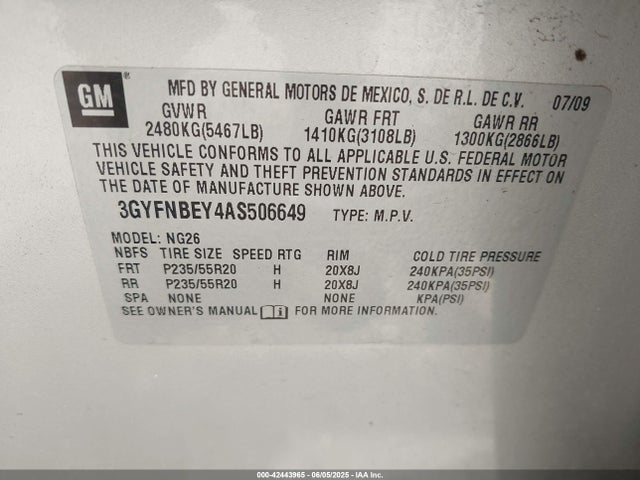 GM
MFD BY GENERAL MOTORS DE MEXICO, S. DE R.L. DE C.V. 07/09
GVWR GAWR FRT GAWR RR
2480KG(5467LB) 1410KG(3108LB) 1300KG(2866LB)
THIS VEHICLE CONFORMS TO ALL APPLICABLE U.S. FEDERAL MOTOR
VEHICLE SAFETY AND THEFT PREVENTION STANDARDS IN EFFECT ON
THE DATE OF MANUFACTURE SHOWN ABOVE.
3GYFNBEY4AS506649 TYPE: M.P.V.
MODEL: NG26
NBFS TIRE SIZE SPEED RTG RIM COLD TIRE PRESSURE
FRT P235/55R20 H 20X8J 240KPA(35PSI)
RR P235/55R20 H 20X8J 240KPA(35PSI)
SPA NONE NONE KPA(PSI)
SEE OWNER'S MANUAL FOR MORE INFORMATION.
000-42443965 - 06/05/2025 - IAA Inc.